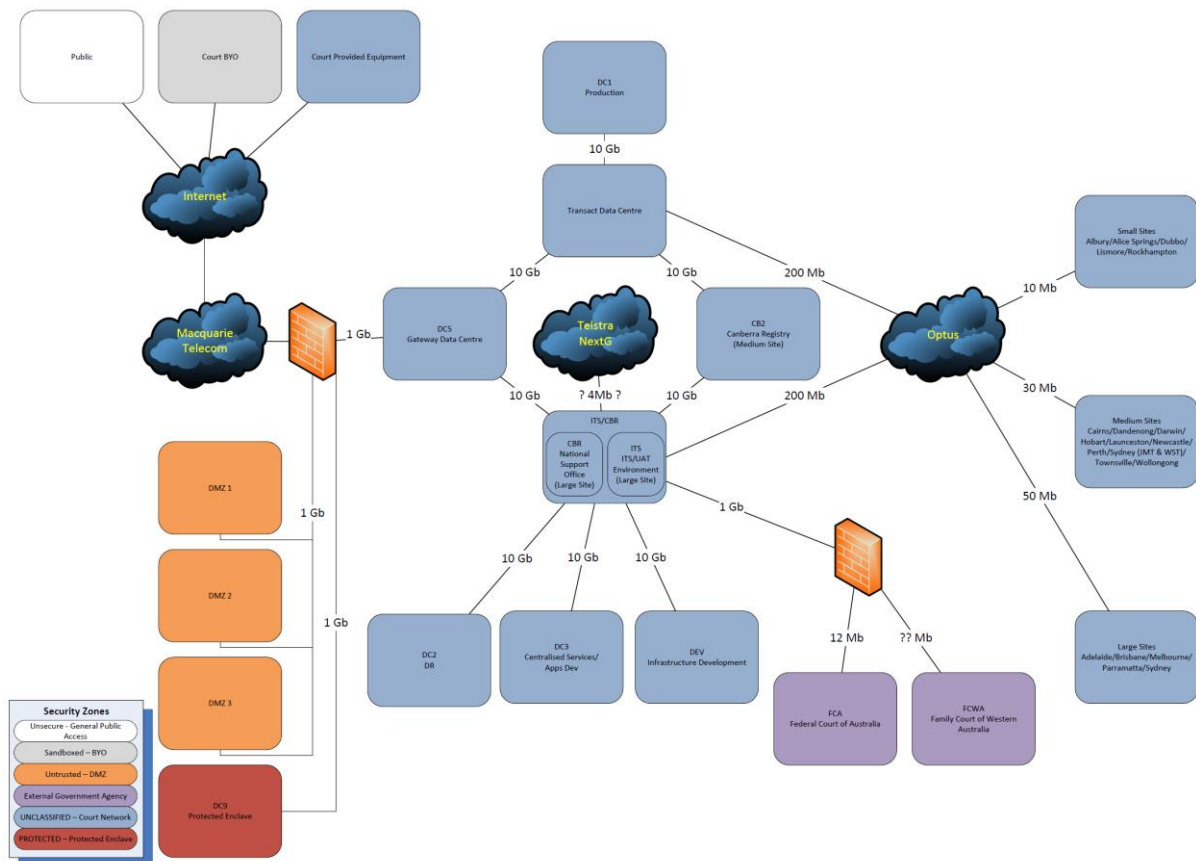 Public
Court BYO
Court Provided Equipment
DC1
Production
10 Gb
Internet
Transact Data Centre
Small Sites
Albury/Alice Springs/Dubbo/
Lismore/Rockhampton
10 Gb
10 Gb
200 Mb
10 Mb
Macquarie
Telecom
1 Gb
DC5
Gateway Data Centre
Telstra
NextG
CB2
Canberra Registry
(Medium Site)
Optus
30 Mb
10 Gb
? 4Mb ?
10 Gb
200 Mb
Medium Sites
Cairns/Dandenong/Darwin/
Hobart/Launceston/Newcastle/
Perth/Sydney (JMT & WST)/
Townsville/Wollongong
ITS/CBR
CBR
National
Support
Office
(Large Site)
ITS
ITS/UAT
Environment
(Large Site)
50 Mb
DMZ 1
1 Gb
1 Gb
10 Gb
10 Gb
10 Gb
DMZ 2
1 Gb
12 Mb
?? Mb
DC2
DR
DC3
Centralised Services/
Apps Dev
DEV
Infrastructure Development
Large Sites
Adelaide/Brisbane/Melbourne/
Parramatta/Sydney
DMZ 3
FCA
Federal Court of Australia
FCWA
Family Court of Western
Australia
Security Zones
Unsecure - General Public
Access
Sandboxed – BYO
Untrusted – DMZ
External Government Agency
UNCLASSIFIED – Court Network
PROTECTED – Protected Enclave
DC9
Protected Enclave